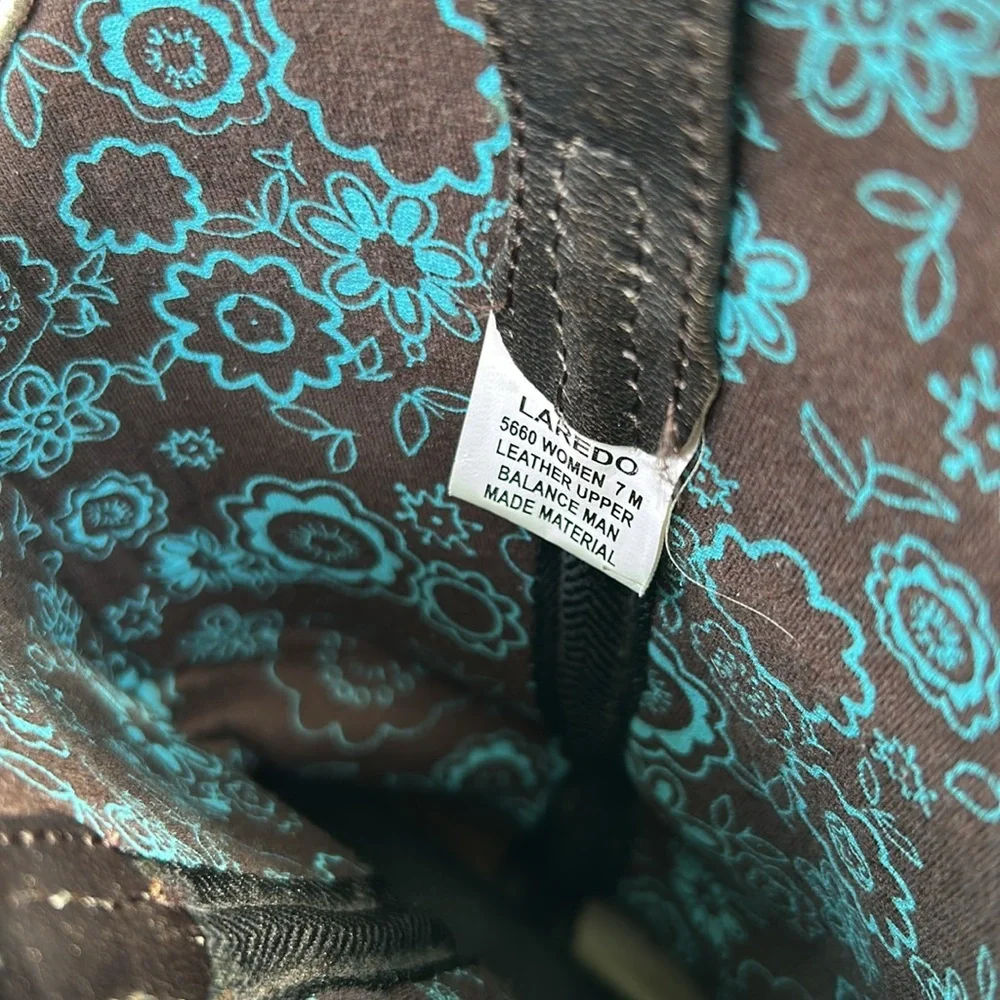 LAREDO
5660 WOMEN 7 M
LEATHER UPPER
BALANCE MAN
MADE MATERIAL